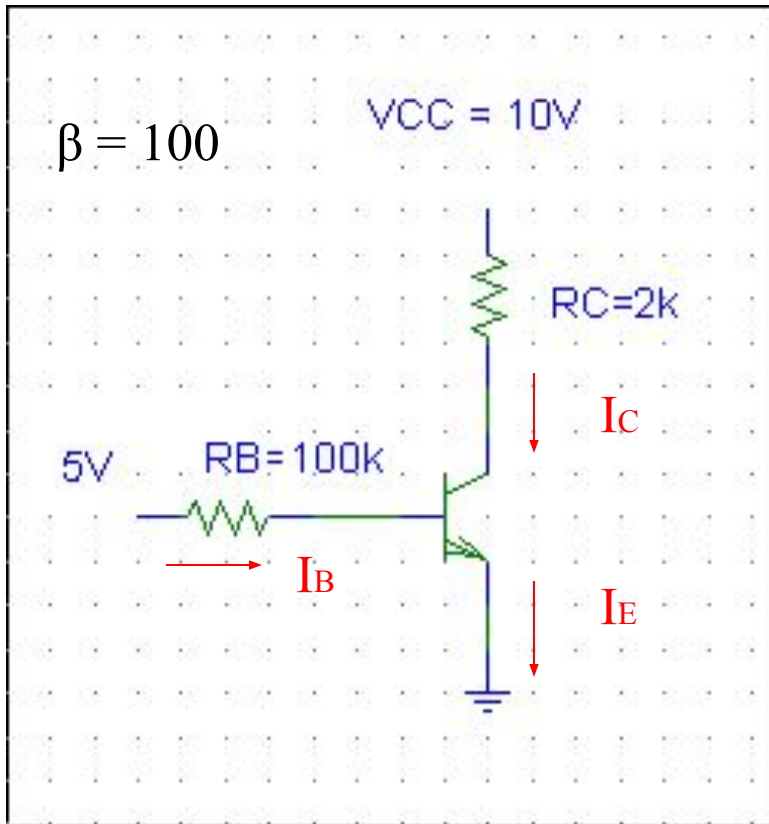 VCC = 10V
β = 100
RC=2k
IC
5V
RB=100k
IB
IE